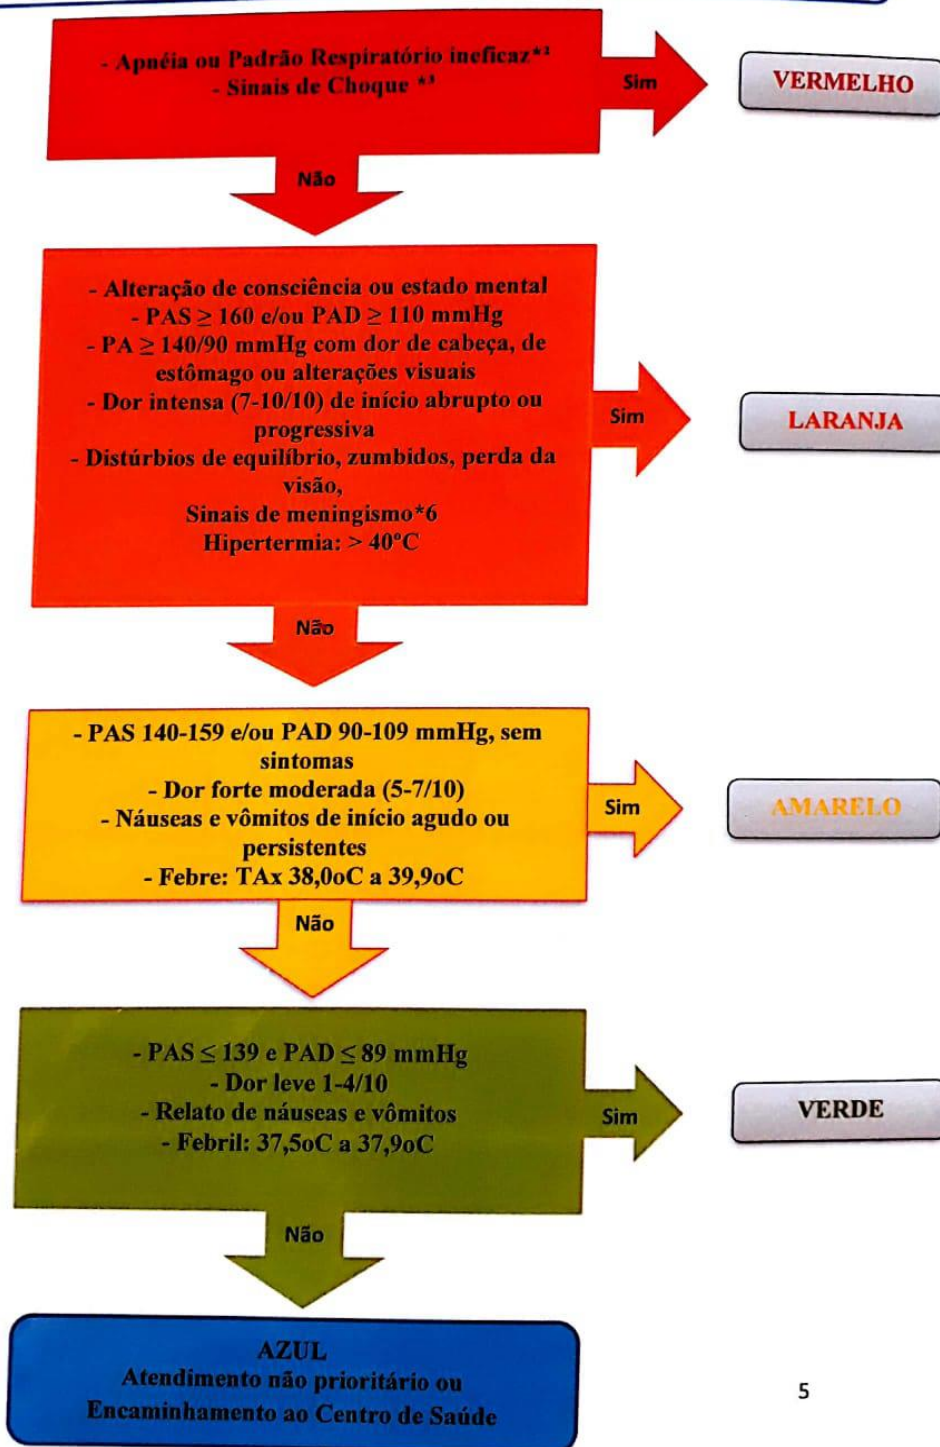 - Apnéia ou Padrão Respiratório ineficaz*²
- Sinais de Choque *³
Sim
VERMELHO
Não
- Alteração de consciência ou estado mental
- PAS ≥ 160 e/ou PAD ≥ 110 mmHg
- PA ≥ 140/90 mmHg com dor de cabeça, de
estômago ou alterações visuais
- Dor intensa (7-10/10) de início abrupto ou
progressiva
- Distúrbios de equilíbrio, zumbidos, perda da
visão,
Sinais de meningismo*6
Hipertermia: > 40ºC
Sim
LARANJA
Não
- PAS 140-159 e/ou PAD 90-109 mmHg, sem
sintomas
- Dor forte moderada (5-7/10)
- Náuseas e vômitos de início agudo ou
persistentes
- Febre: TAx 38,0oC a 39,9oC
Sim
AMARELO
Não
- PAS ≤ 139 e PAD ≤ 89 mmHg
- Dor leve 1-4/10
- Relato de náuseas e vômitos
- Febril: 37,5oC a 37,9oC
Sim
VERDE
Não
AZUL
Atendimento não prioritário ou
Encaminhamento ao Centro de Saúde
5